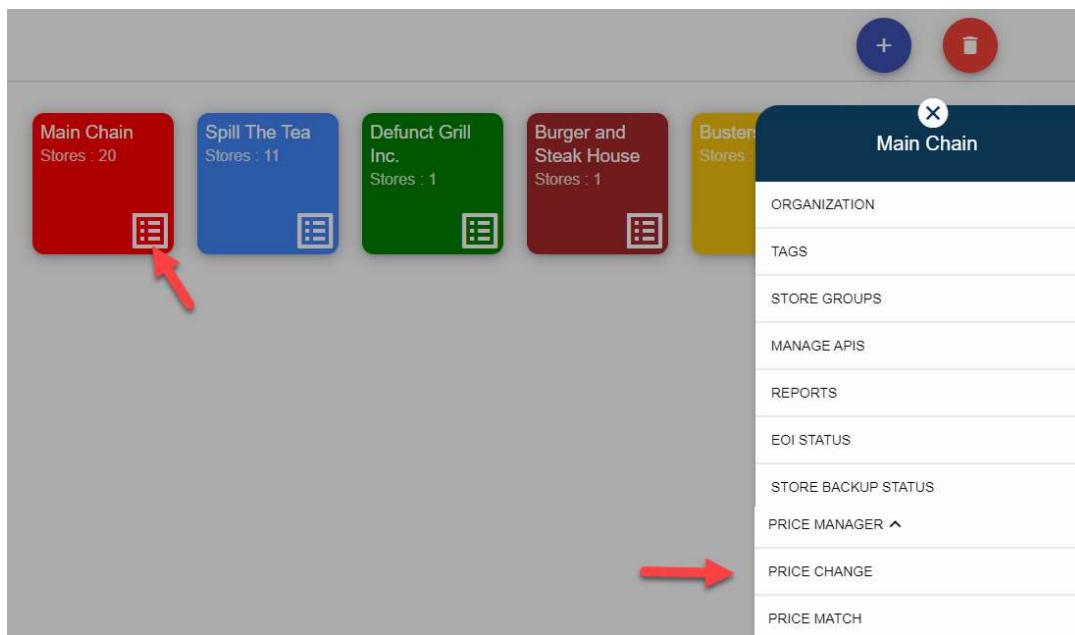 Main Chain
Stores : 20
Spill The Tea
Stores : 11
Defunct Grill
Inc.
Stores : 1
Burger and
Steak House
Stores : 1
Stores :
Main Chain
ORGANIZATION
TAGS
STORE GROUPS
MANAGE APIS
REPORTS
EOI STATUS
STORE BACKUP STATUS
PRICE MANAGER
PRICE CHANGE
PRICE MATCH